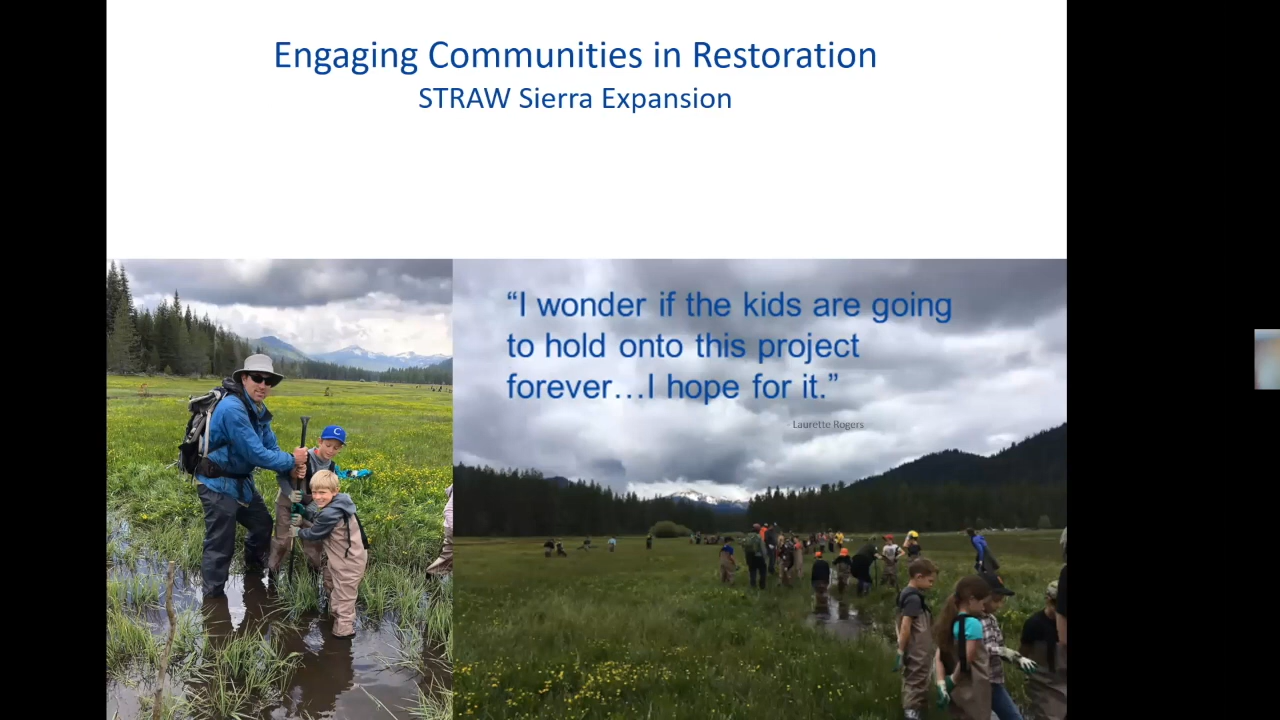 Engaging Communities in Restoration
STRAW Sierra Expansion
“I wonder if the kids are going
to hold onto this project
forever…I hope for it.”
- Laurette Rogers
C